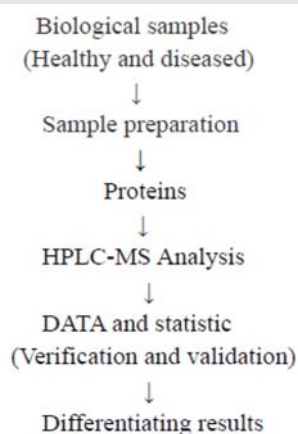 Biological samples
(Healthy and diseased)
↓
Sample preparation
↓
Proteins
↓
HPLC-MS Analysis
↓
DATA and statistic
(Verification and validation)
↓
Differentiating results